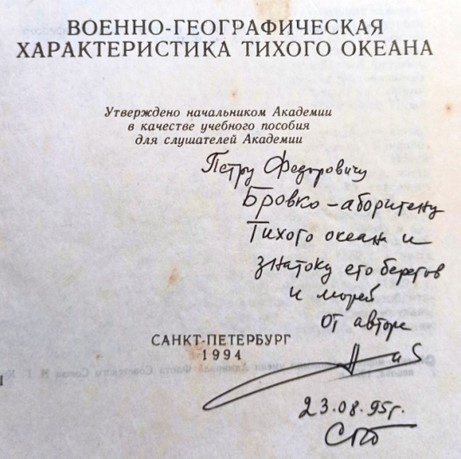 ВОЕННО-ГЕОГРАФИЧЕСКАЯ
ХАРАКТЕРИСТИКА ТИХОГО ОКЕАНА
Утверждено начальником Академии
в качестве учебного пособия
для слушателей Академии
Петру Федоровичу
Бровко – аборигену
Тихого океана и
знатоку его берегов
и морей
от автора
САНКТ-ПЕТЕРБУРГ
1994
23.08.95г.
СПб